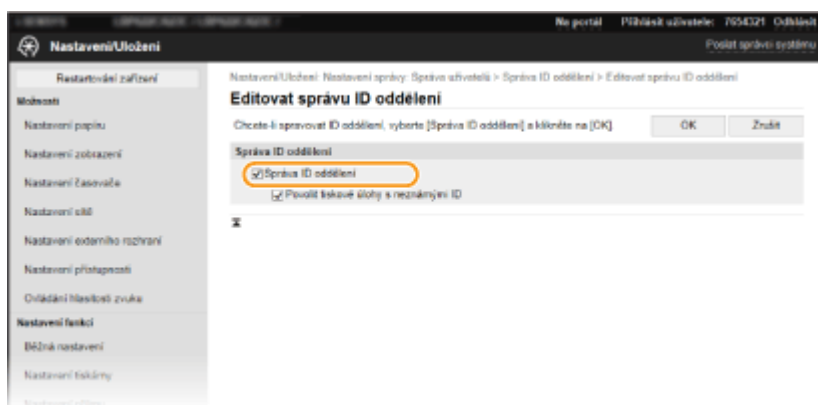 Na portál Přihlásit uživatele: 7654321 Odhlásit
Nastavení/Uložení
Poslat správci systému
Restartování zařízení
Nastavení/Uložení: Nastavení správy: Správa uživatelů > Správa ID oddělení > Editovat správu ID oddělení
Možnosti
Editovat správu ID oddělení
Nastavení papíru
Chcete-li spravovat ID oddělení, vyberte [Správa ID oddělení] a klikněte na [OK]
OK
Zrušit
Nastavení zobrazení
Správa ID oddělení
Správa ID oddělení
Nastavení časovače
Povolit tiskové úlohy s neznámými ID
Nastavení sítě
Nastavení externího rozhraní
Nastavení přístupnosti
Ovládání hlasitosti zvuku
Nastavení funkcí
Běžná nastavení
Nastavení tiskárny